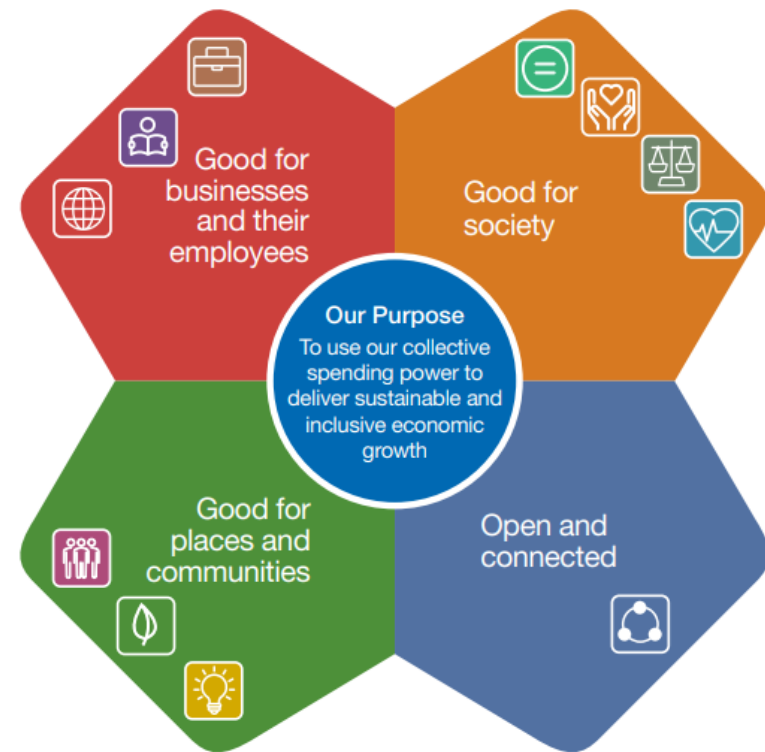 Good for
businesses
and their
employees
Good for
society
Our Purpose
To use our collective
spending power to
deliver sustainable and
inclusive economic
growth
Good for
places and
communities
Open and
connected